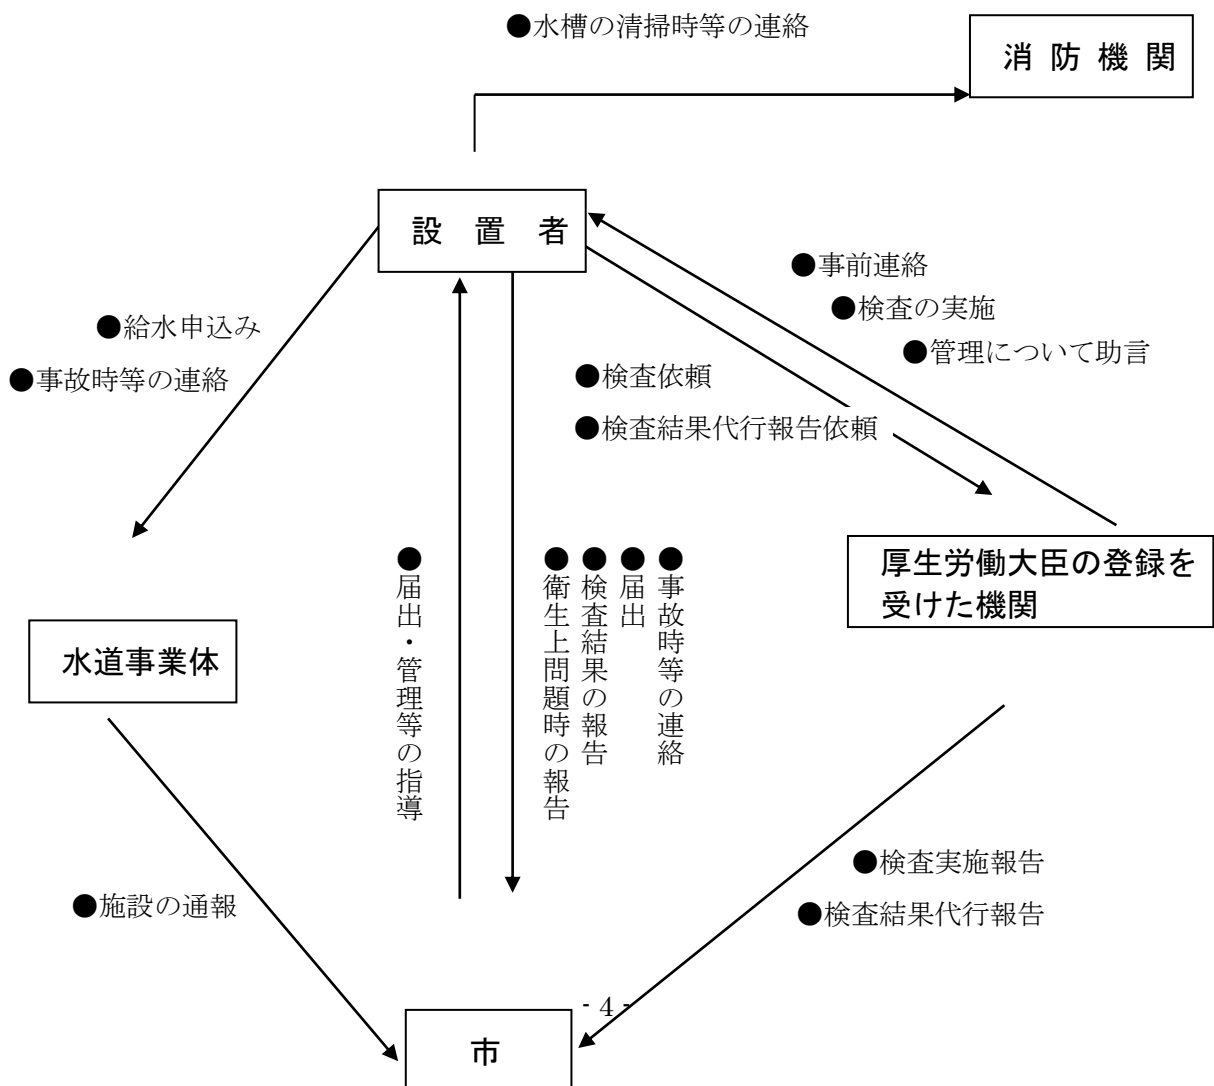 ●水槽の清掃時等の連絡
消防機関
設置者
●事前連絡
●検査の実施
●管理について助言
●給水申込み
●事故時等の連絡
●検査依頼
●検査結果代行報告依頼
厚生労働大臣の登録を
受けた機関
水道事業体
●事故時等の連絡
●届出
●検査結果の報告
●衛生上問題時の報告
●届出・管理等の指導
●施設の通報
●検査実施報告
●検査結果代行報告
- 4 -
市